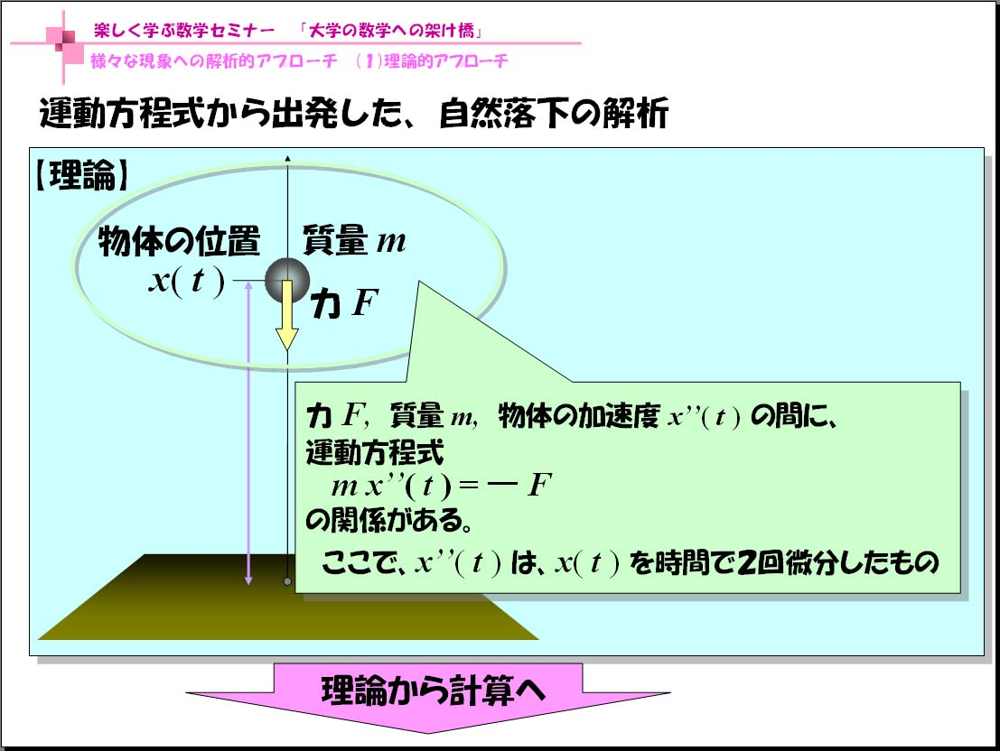 楽しく学ぶ数学セミナー 「大学の数学への架け橋」
様々な現象への解析的アプローチ (1)理論的アプローチ
運動方程式から出発した、自然落下の解析
【理論】
物体の位置 質量 m
x( t )
力 F
力 F, 質量 m, 物体の加速度 x’’( t ) の間に、
運動方程式
m x’’( t ) = ー F
の関係がある。
ここで、x’’( t ) は、x( t ) を時間で2回微分したもの
理論から計算へ